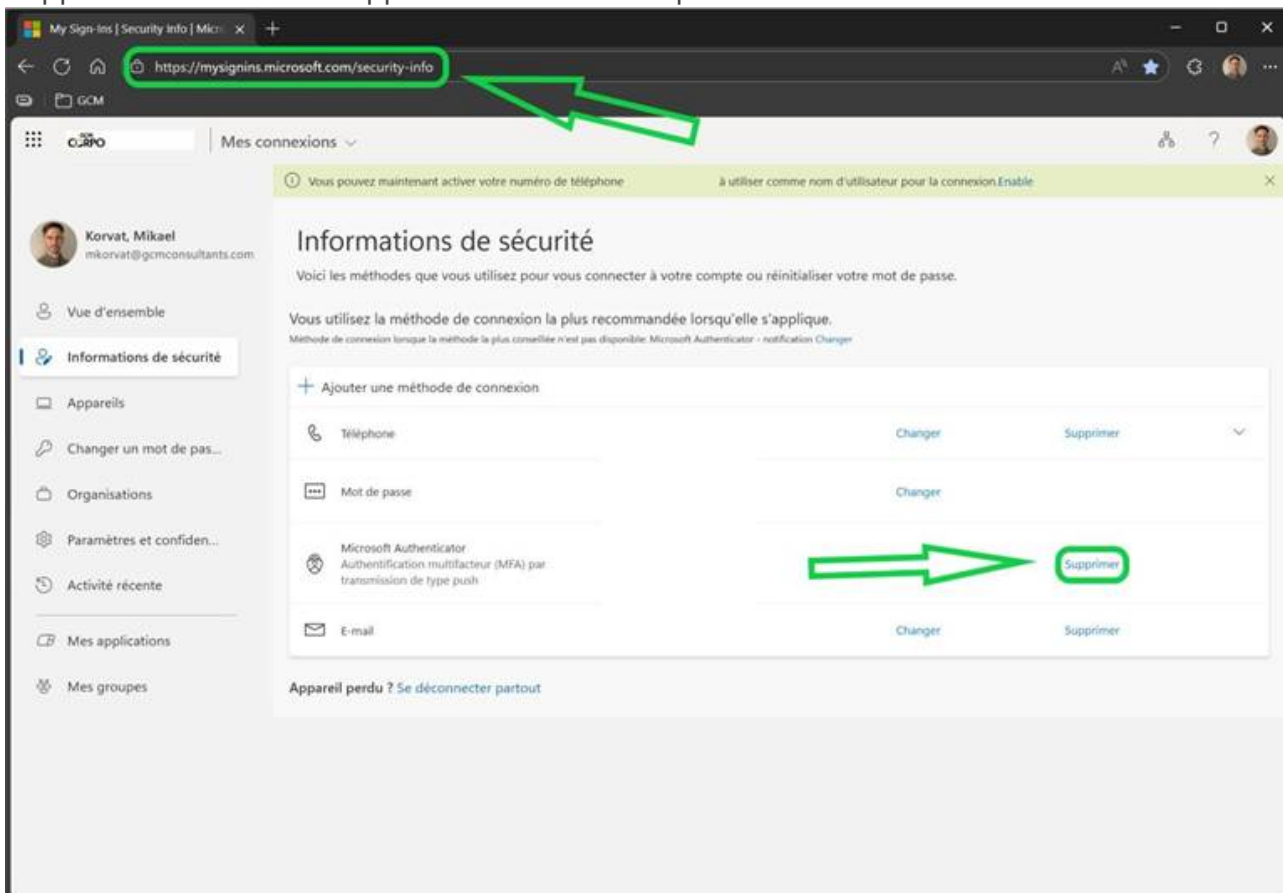 My Sign-Ins | Security Info | Micr
https://mysignins.microsoft.com/security-info
GCM
Mes connexions
Vous pouvez maintenant activer votre numéro de téléphone à utiliser comme nom d'utilisateur pour la connexion.Enable
Korvat, Mikael
mkorvat@gcmconsultants.com
Vue d'ensemble
Informations de sécurité
Appareils
Changer un mot de pas...
Organisations
Paramètres et confiden...
Activité récente
Mes applications
Mes groupes
Informations de sécurité
Voici les méthodes que vous utilisez pour vous connecter à votre compte ou réinitialiser votre mot de passe.
Vous utilisez la méthode de connexion la plus recommandée lorsqu'elle s'applique.
Méthode de connexion lorsque la méthode la plus conseillée n'est pas disponible: Microsoft Authenticator - notification Changer
+ Ajouter une méthode de connexion
Téléphone Changer Supprimer
Mot de passe Changer
Microsoft Authenticator
Authentification multifacteur (MFA) par Supprimer
transmission de type push
E-mail Changer Supprimer
Appareil perdu ? Se déconnecter partout